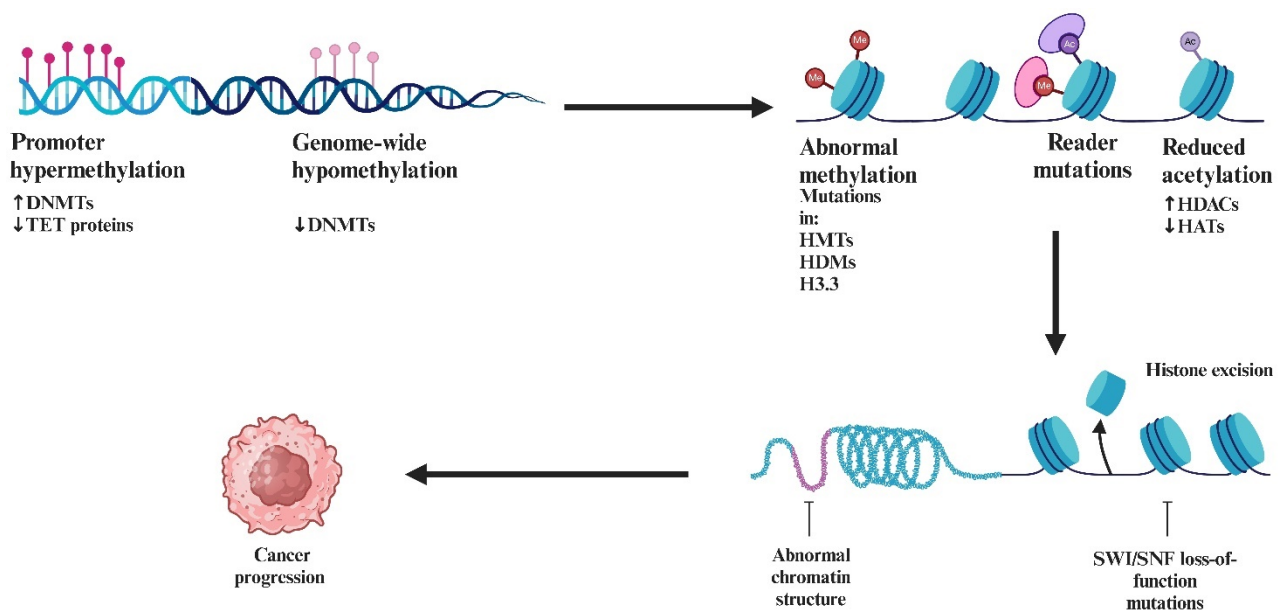 Me
Me
Ac
Me
Ac
Promoter
hypermethylation
↑DNMTs
↓TET proteins
Genome-wide
hypomethylation
↓DNMTs
Abnormal
methylation
Mutations
in:
HMTs
HDMs
H3.3
Reader
mutations
Reduced
acetylation
↑HDACs
↓HATs
Histone excision
Cancer
progression
Abnormal
chromatin
structure
SWI/SNF loss-of-
function
mutations